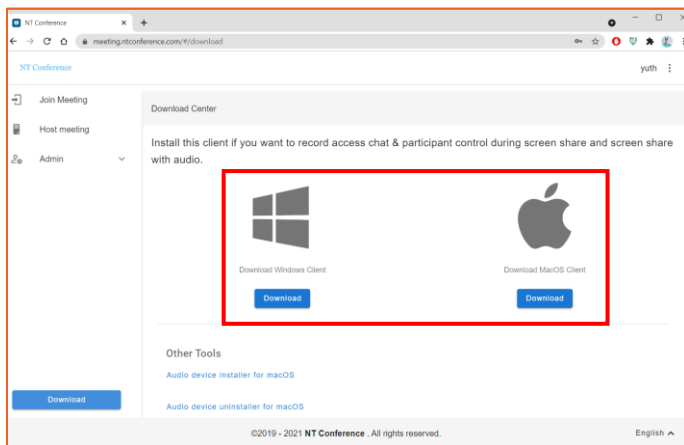 NT Conference
meeting.ntconference.com/#/download
NT Conference
yuth
Join Meeting
Host meeting
Admin
Download Center
Install this client if you want to record access chat & participant control during screen share and screen share
with audio.
Download Windows Client
Download MacOS Client
Download
Download
Other Tools
Audio device installer for macOS
Audio device uninstaller for macOS
Download
©2019 - 2021 NT Conference . All rights reserved.
English